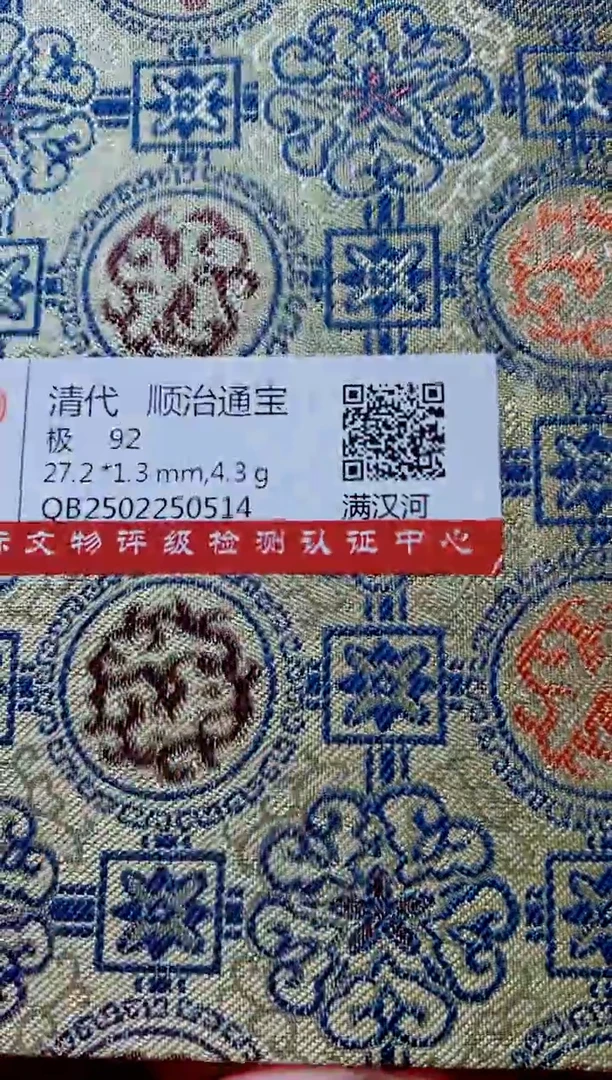 清代 顺治通宝
极 92
27.2 *1.3 mm,4.3 g
QB2502250514
满汉河
文物评级检测认证中心